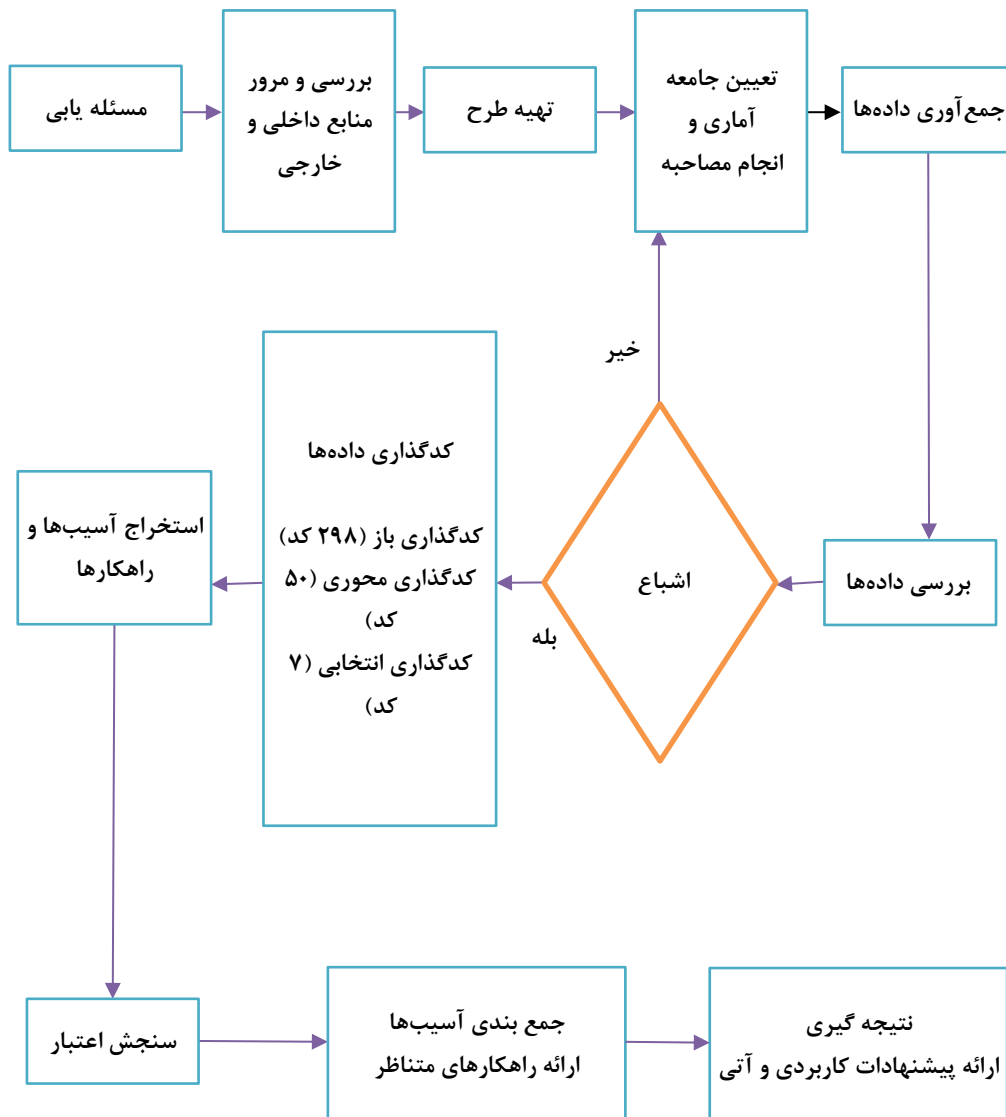 مسئله یابی
بررسی و مرور
منابع داخلی و
خارجی
تهیه طرح
تعیین جامعه
آماری و
انجام مصاحبه
جمع‌آوری داده‌ها
بررسی داده‌ها
اشباع
خیر
بله
کدگذاری داده‌ها
کدگذاری باز (۲۹۸ کد)
کدگذاری محوری (۵۰
کد)
کدگذاری انتخابی (۷
کد)
استخراج آسیب‌ها و
راهکارها
سنجش اعتبار
جمع بندی آسیب‌ها
ارائه راهکارهای متناظر
نتیجه گیری
ارائه پیشنهادات کاربردی و آتی